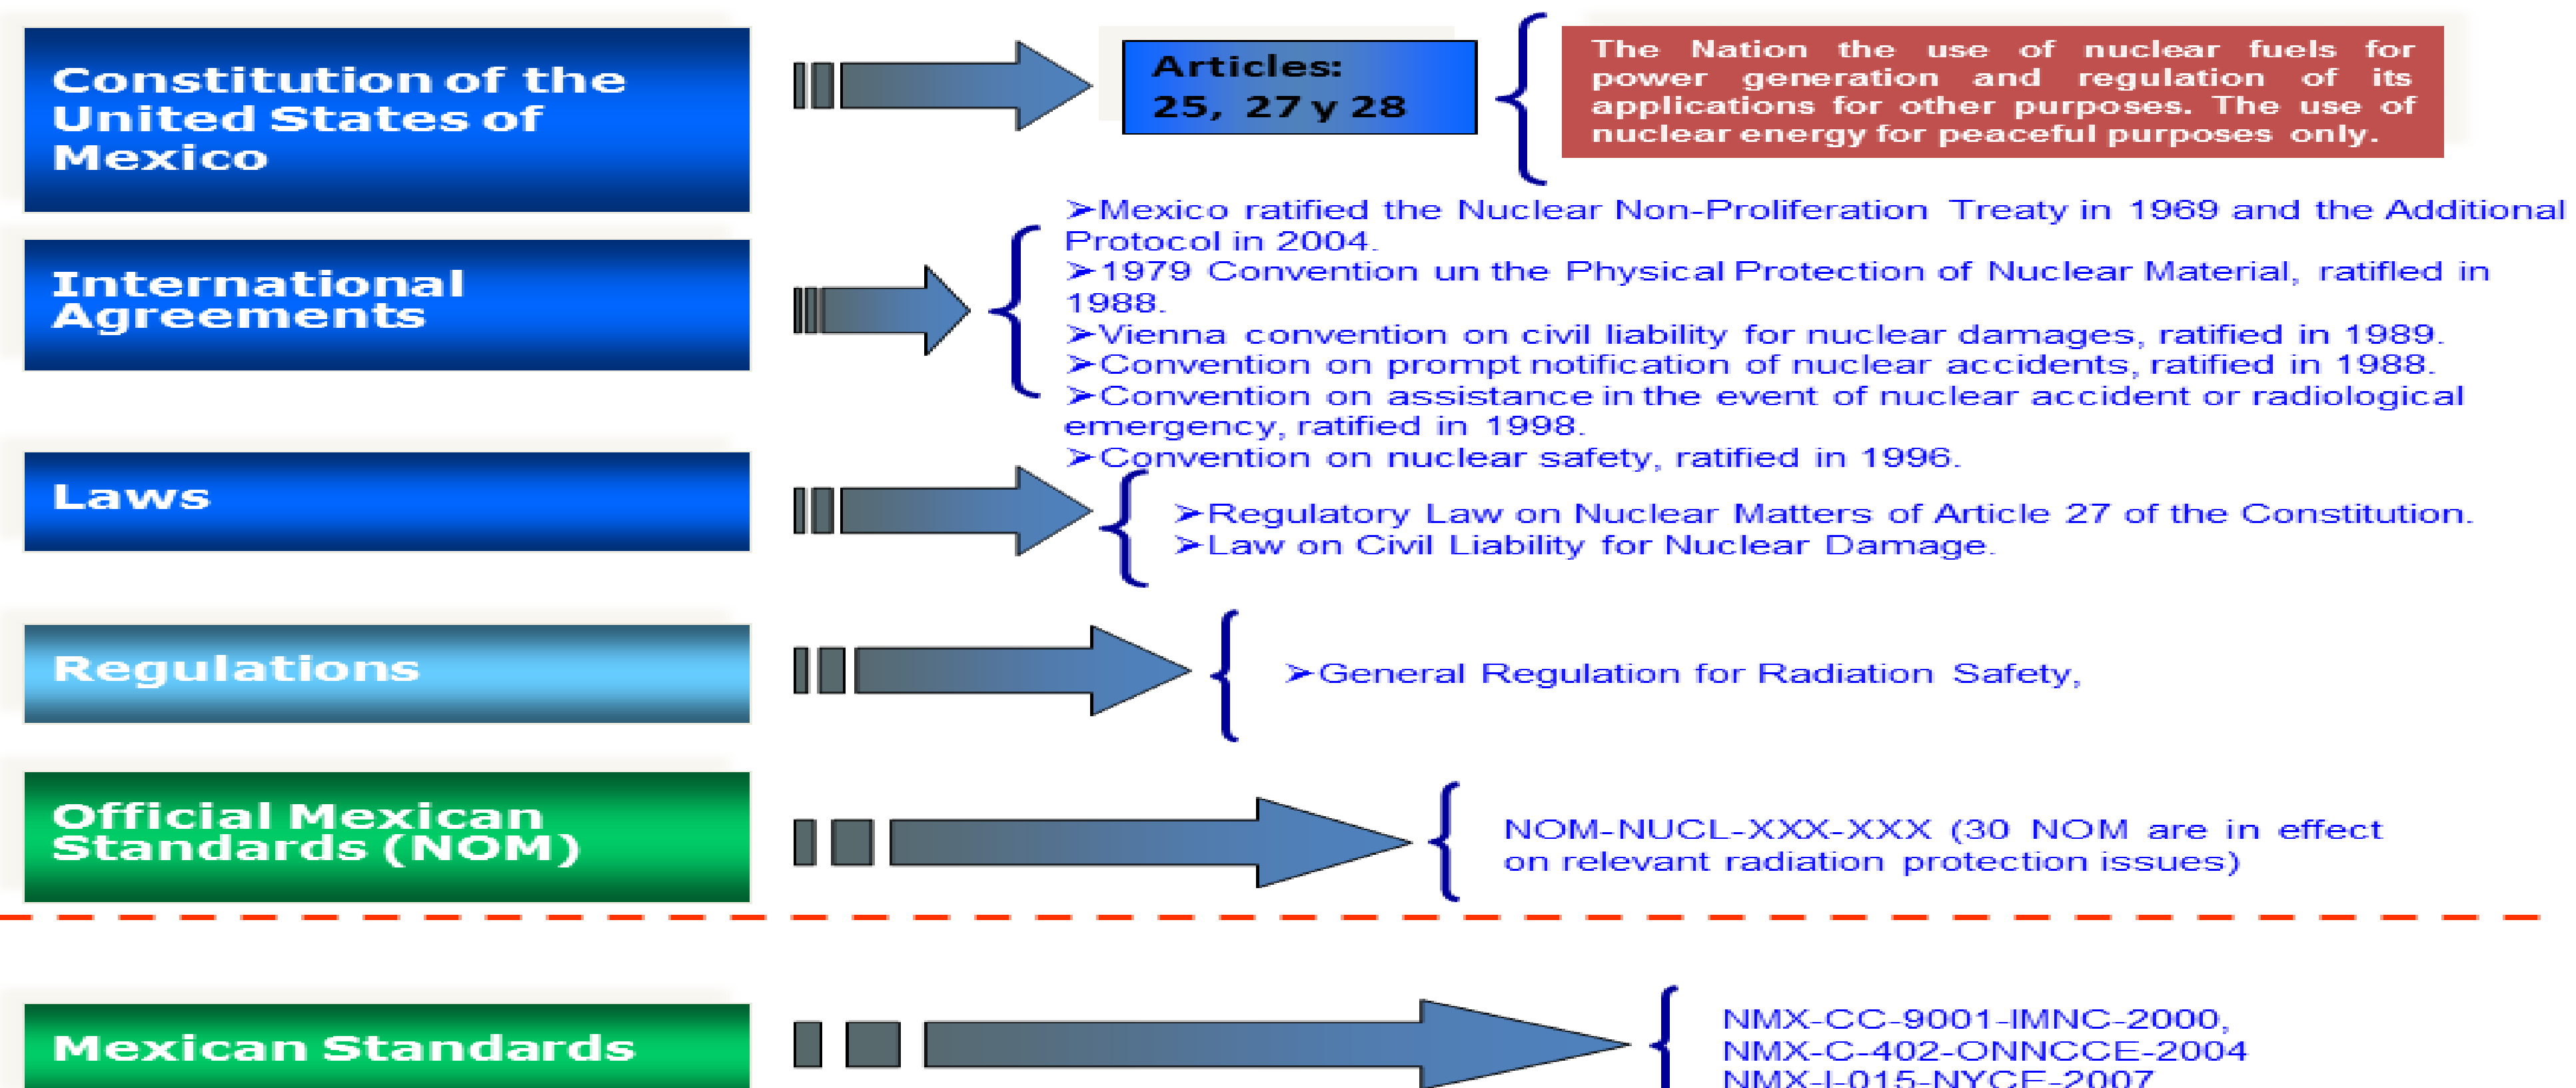 Constitution of the
United States of
Mexico
Articles:
25, 27 y 28
The Nation the use of nuclear fuels for
power generation and regulation of its
applications for other purposes. The use of
nuclear energy for peaceful purposes only.
International
Agreements
➢Mexico ratified the Nuclear Non-Proliferation Treaty in 1969 and the Additional
Protocol in 2004.
➢1979 Convention un the Physical Protection of Nuclear Material, ratifled in
1988.
➢Vienna convention on civil liability for nuclear damages, ratified in 1989.
➢Convention on prompt notification of nuclear accidents, ratified in 1988.
➢Convention on assistance in the event of nuclear accident or radiological
emergency, ratified in 1998.
➢Convention on nuclear safety, ratified in 1996.
Laws
➢Regulatory Law on Nuclear Matters of Article 27 of the Constitution.
➢Law on Civil Liability for Nuclear Damage.
Regulations
➢General Regulation for Radiation Safety,
Official Mexican
Standards (NOM)
NOM-NUCL-XXX-XXX (30 NOM are in effect
on relevant radiation protection issues)
Mexican Standards
NMX-CC-9001-IMNC-2000,
NMX-C-402-ONNCCE-2004
NMX-I-015-NYCE-2007